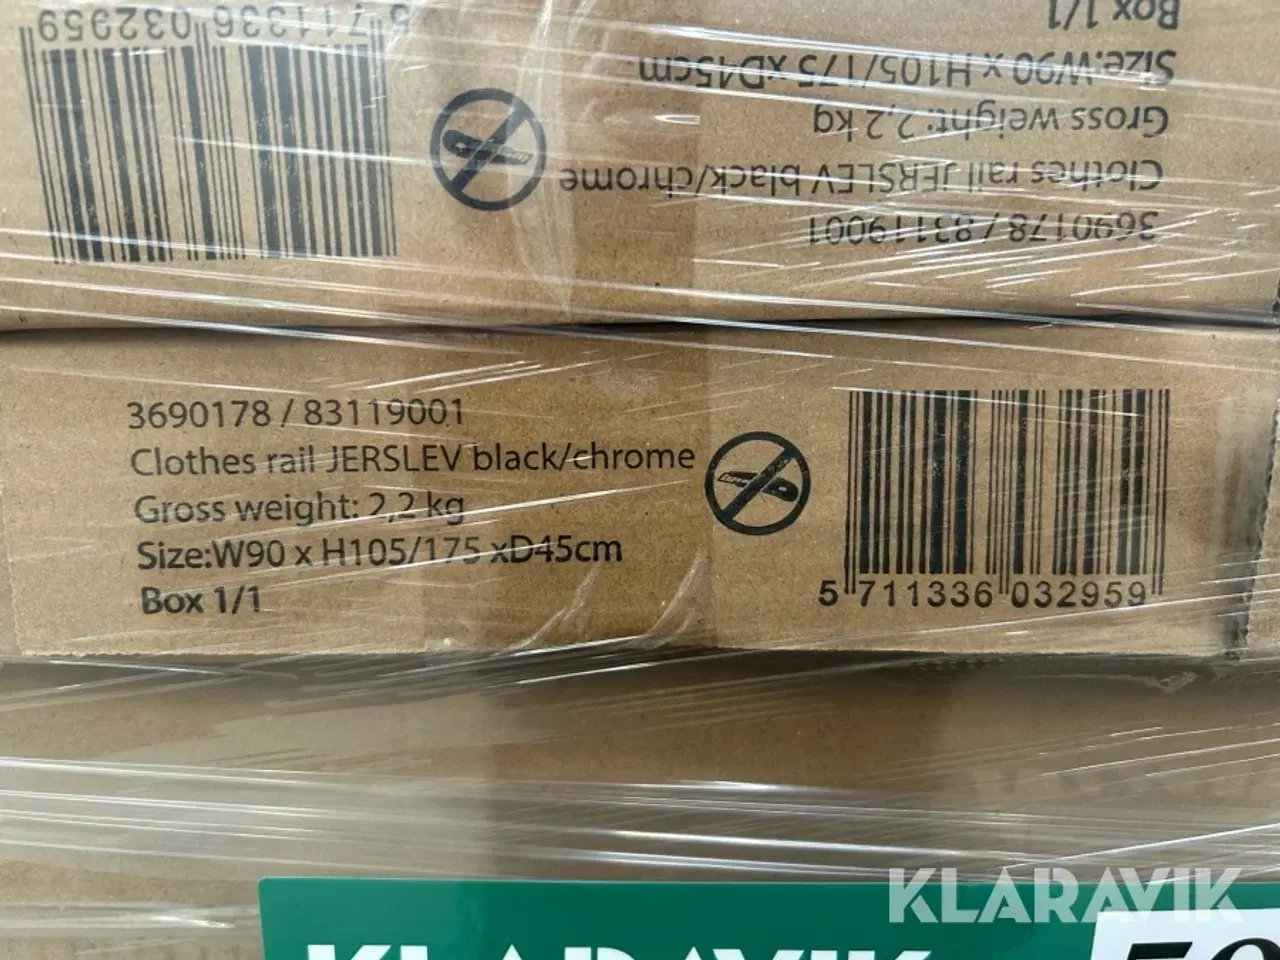 5 711336 032959
Box 1/1
Size:W90 x H105/175 xD45cm
Gross weight: 2,2 kg
Clothes rail JERSLEV black/chrome
3690178 / 83119001
3690178 / 83119001
Clothes rail JERSLEV black/chrome
Gross weight: 2,2 kg
Size:W90 x H105/175 xD45cm
Box 1/1
5 711336 032959
KLARAVIK
KLARAVIK